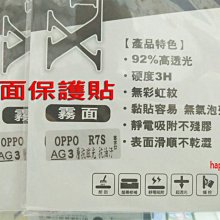 X
【產品特色】
92%高透光
硬度3H
無彩虹紋
黏貼容易 無氣泡
靜電吸附不殘膠
表面滑順不乾澀
面保護貼
霧面
OPPO R7S
AG3
hap